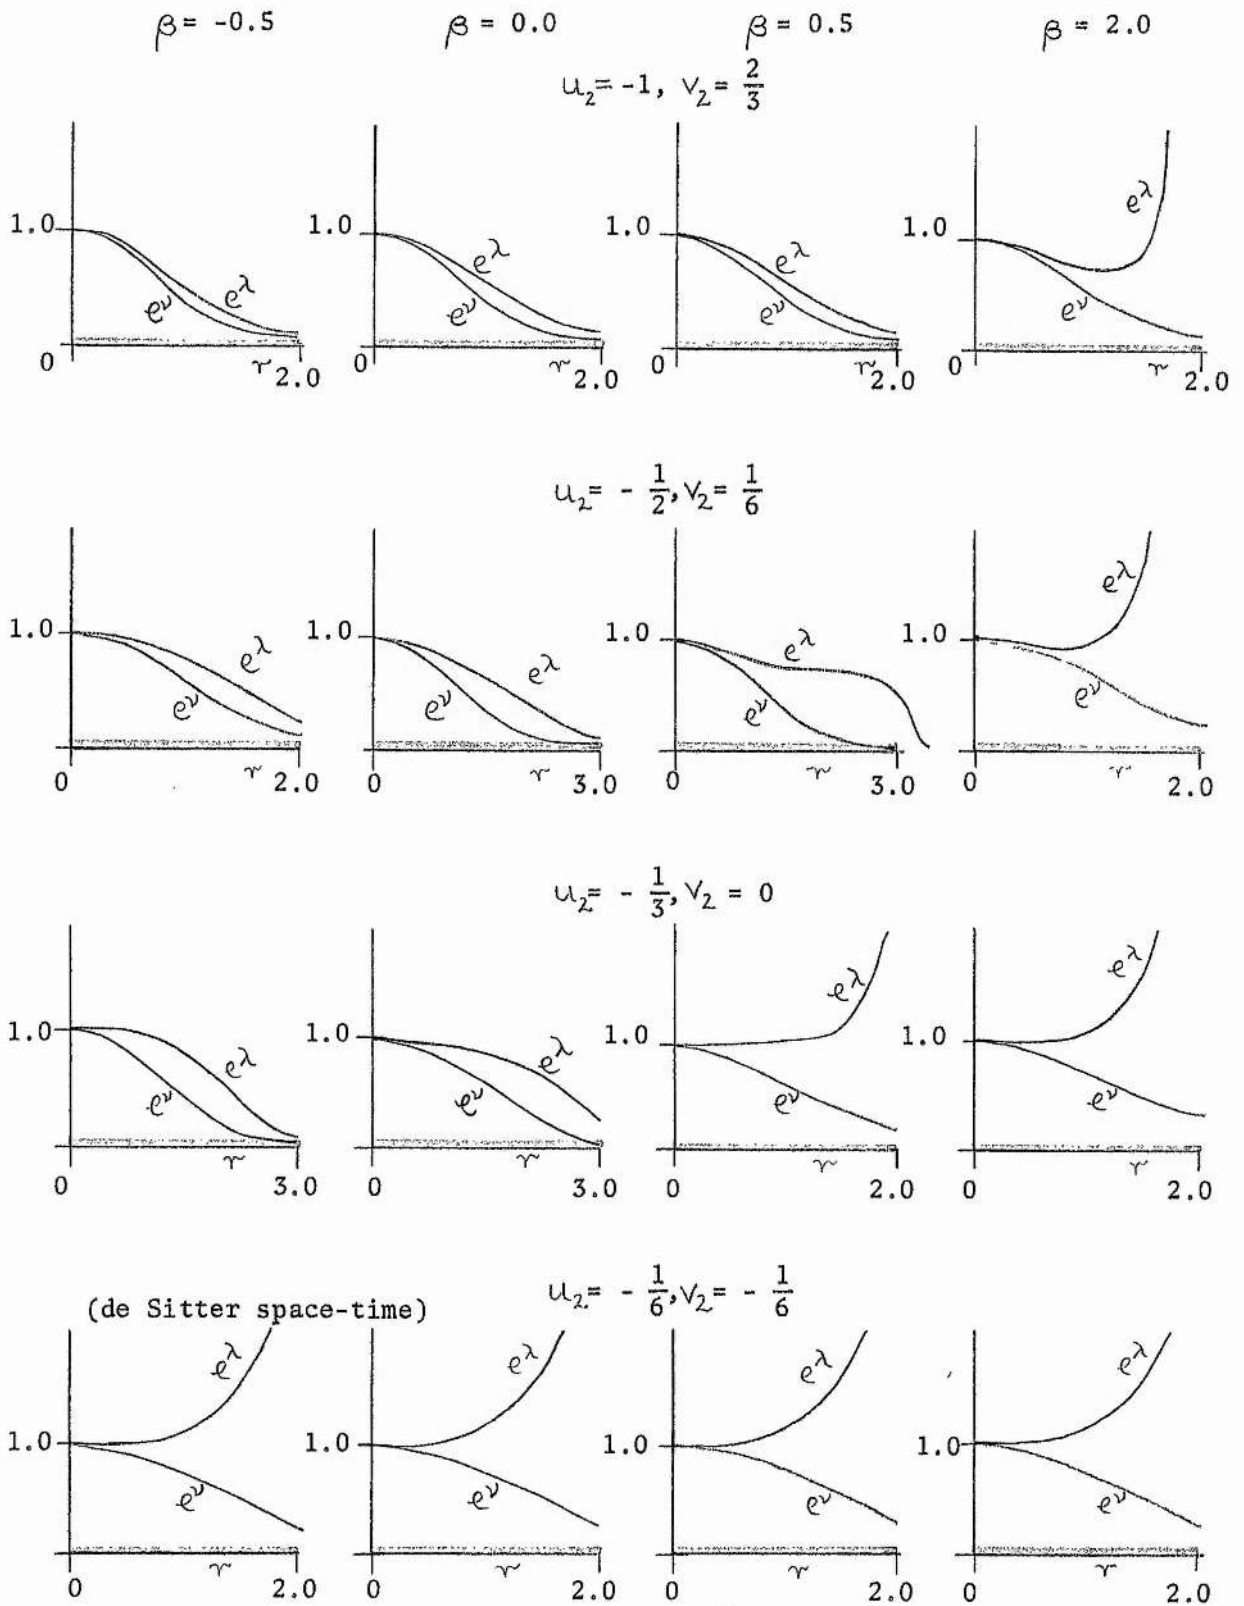 β = -0.5 β = 0.0 β = 0.5 β = 2.0
u₂ = -1, v₂ = 2/3
1.0 e^λ e^ν 0 r 2.0
1.0 e^λ e^ν 0 r 2.0
1.0 e^λ e^ν 0 r 2.0
1.0 e^λ e^ν 0 r 2.0
u₂ = - 1/2, v₂ = 1/6
1.0 e^λ e^ν 0 r 2.0
1.0 e^λ e^ν 0 r 3.0
1.0 e^λ e^ν 0 r 3.0
1.0 e^λ e^ν 0 r 2.0
u₂ = - 1/3, v₂ = 0
1.0 e^λ e^ν 0 r 3.0
1.0 e^λ e^ν 0 r 3.0
1.0 e^λ e^ν 0 r 2.0
1.0 e^λ e^ν 0 r 2.0
(de Sitter space-time) u₂ = - 1/6, v₂ = - 1/6
1.0 e^λ e^ν 0 r 2.0
1.0 e^λ e^ν 0 r 2.0
1.0 e^λ e^ν 0 r 2.0
1.0 e^λ e^ν 0 r 2.0